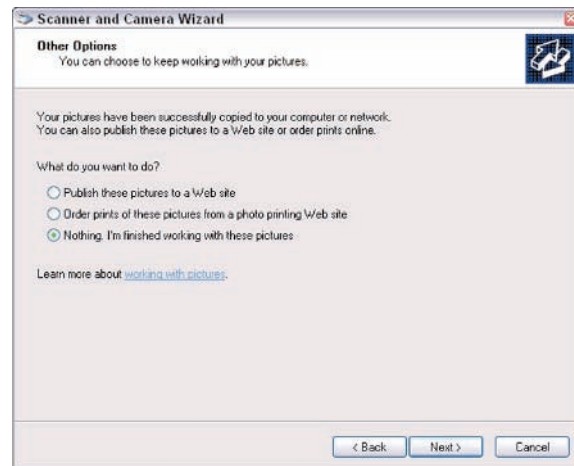 Scanner and Camera Wizard
Other Options
You can choose to keep working with your pictures.
Your pictures have been successfully copied to your computer or network.
You can also publish these pictures to a Web site or order prints online.
What do you want to do?
Publish these pictures to a Web site
Order prints of these pictures from a photo printing Web site
Nothing. I'm finished working with these pictures
Learn more about working with pictures.
< Back Next > Cancel